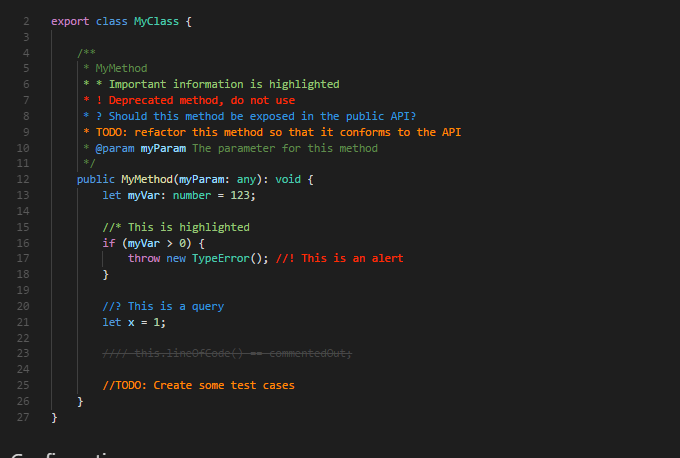 2 export class MyClass {
3
4 /**
5 * MyMethod
6 * * Important information is highlighted
7 * ! Deprecated method, do not use
8 * ? Should this method be exposed in the public API?
9 * TODO: refactor this method so that it conforms to the API
10 * @param myParam The parameter for this method
11 */
12 public MyMethod(myParam: any): void {
13 let myVar: number = 123;
14
15 //* This is highlighted
16 if (myVar > 0) {
17 throw new TypeError(); //! This is an alert
18 }
19
20 //? This is a query
21 let x = 1;
22
23 //// this.lineOfCode() == commentedOut;
24
25 //TODO: Create some test cases
26 }
27 }